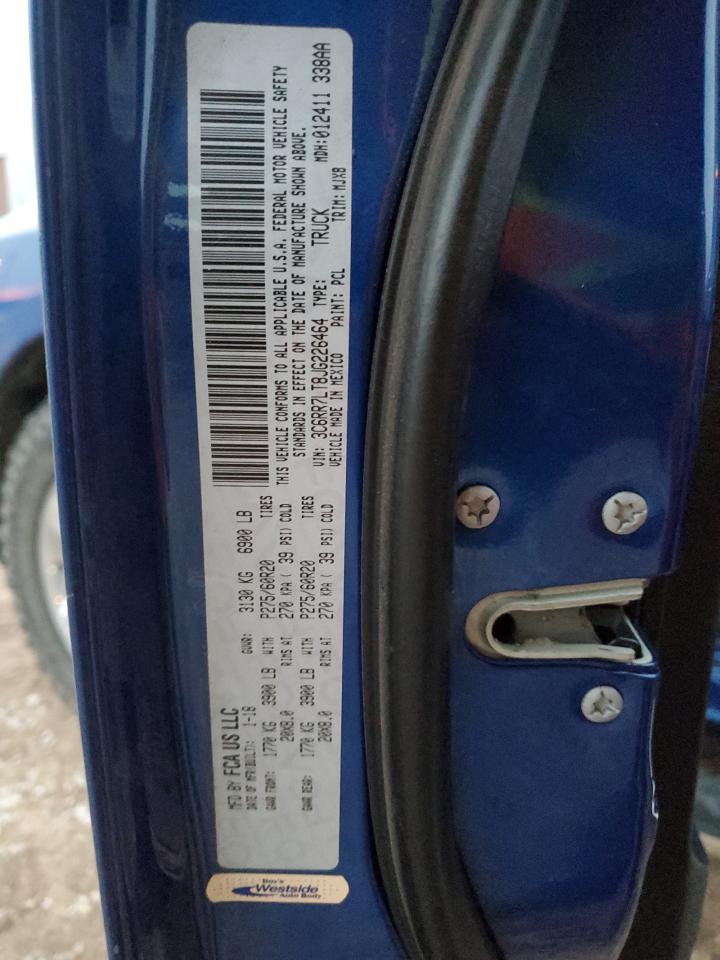 MFD BY FCA US LLC
DATE OF MFR(BUILT): 1-18 GVWR: 3130 KG 6900 LB
GAWR FRONT: 1770 KG 3900 LB WITH P275/60R20 TIRES
20X8.0 RIMS AT 270 KPA ( 39 PSI) COLD
GAWR REAR: 1770 KG 3900 LB WITH P275/60R20 TIRES
20X8.0 RIMS AT 270 KPA ( 39 PSI) COLD
THIS VEHICLE CONFORMS TO ALL APPLICABLE U.S.A. FEDERAL MOTOR VEHICLE SAFETY
STANDARDS IN EFFECT ON THE DATE OF MANUFACTURE SHOWN ABOVE.
VIN: 3C6RR7LT8JG226464 TYPE: TRUCK MDH:012411 338AA
VEHICLE MADE IN MEXICO PAINT: PCL TRIM: MJX8
Westside
Auto Body